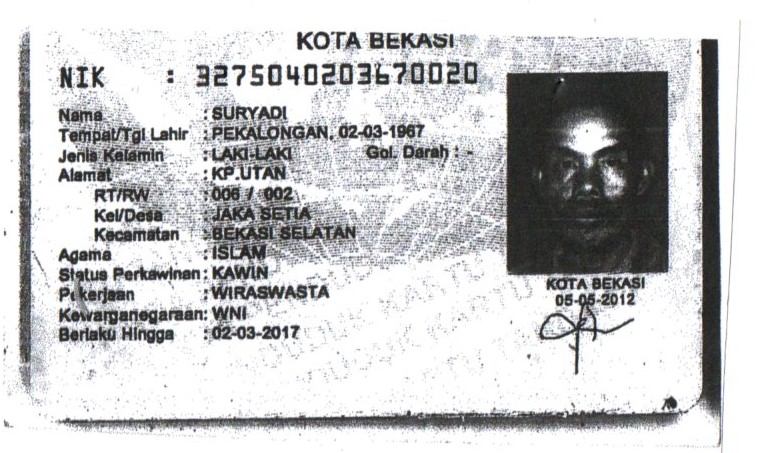 KOTA BEKASI
NIK : 3275040203670020
Nama : SURYADI
Tempat/Tgl Lahir : PEKALONGAN, 02-03-1967
Jenis Kelamin : LAKI-LAKI Gol. Darah : -
Alamat : KP.UTAN
RT/RW : 006 / 002
Kel/Desa : JAKA SETIA
Kecamatan : BEKASI SELATAN
Agama : ISLAM
Status Perkawinan : KAWIN
Pekerjaan : WIRASWASTA
Kewarganegaraan : WNI
Berlaku Hingga : 02-03-2017
KOTA BEKASI
05-05-2012